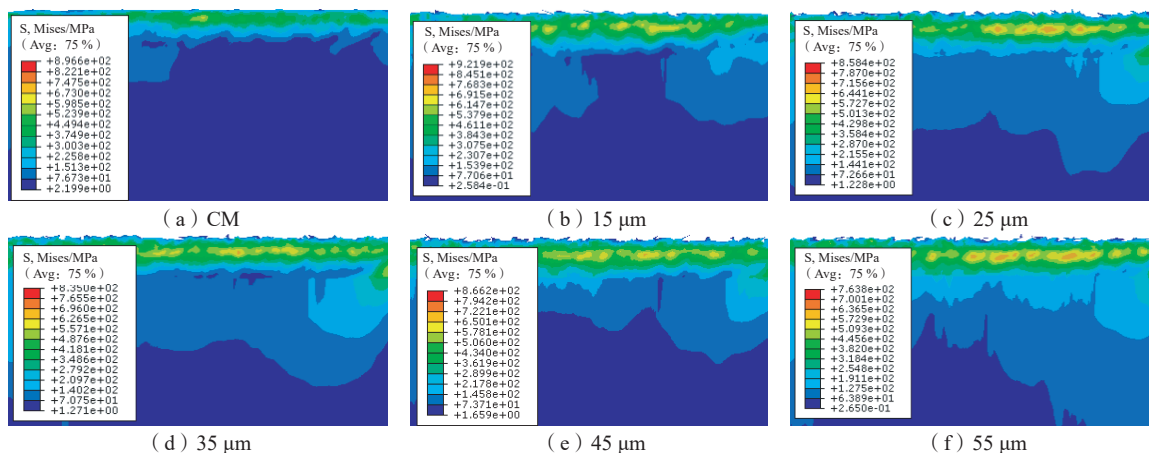 S, Mises/MPa
（Avg：75 %）
+8.966e+02
+8.221e+02
+7.475e+02
+6.730e+02
+5.985e+02
+5.239e+02
+4.494e+02
+3.749e+02
+3.003e+02
+2.258e+02
+1.513e+02
+7.673e+01
+2.199e+00
（a）CM
S, Mises/MPa
（Avg：75 %）
+9.219e+02
+8.451e+02
+7.683e+02
+6.915e+02
+6.147e+02
+5.379e+02
+4.611e+02
+3.843e+02
+3.075e+02
+2.307e+02
+1.539e+02
+7.706e+01
+2.584e-01
（b）15 μm
S, Mises/MPa
（Avg：75 %）
+8.584e+02
+7.870e+02
+7.156e+02
+6.441e+02
+5.727e+02
+5.013e+02
+4.298e+02
+3.584e+02
+2.870e+02
+2.155e+02
+1.441e+02
+7.266e+01
+1.228e+00
（c）25 μm
S, Mises/MPa
（Avg：75 %）
+8.350e+02
+7.655e+02
+6.960e+02
+6.265e+02
+5.571e+02
+4.876e+02
+4.181e+02
+3.486e+02
+2.792e+02
+2.097e+02
+1.402e+02
+7.075e+01
+1.271e+00
（d）35 μm
S, Mises/MPa
（Avg：75 %）
+8.662e+02
+7.942e+02
+7.221e+02
+6.501e+02
+5.781e+02
+5.060e+02
+4.340e+02
+3.619e+02
+2.899e+02
+2.178e+02
+1.458e+02
+7.371e+01
+1.659e+00
（e）45 μm
S, Mises/MPa
（Avg：75 %）
+7.638e+02
+7.001e+02
+6.365e+02
+5.729e+02
+5.093e+02
+4.456e+02
+3.820e+02
+3.184e+02
+2.548e+02
+1.911e+02
+1.275e+02
+6.389e+01
+2.650e-01
（f）55 μm